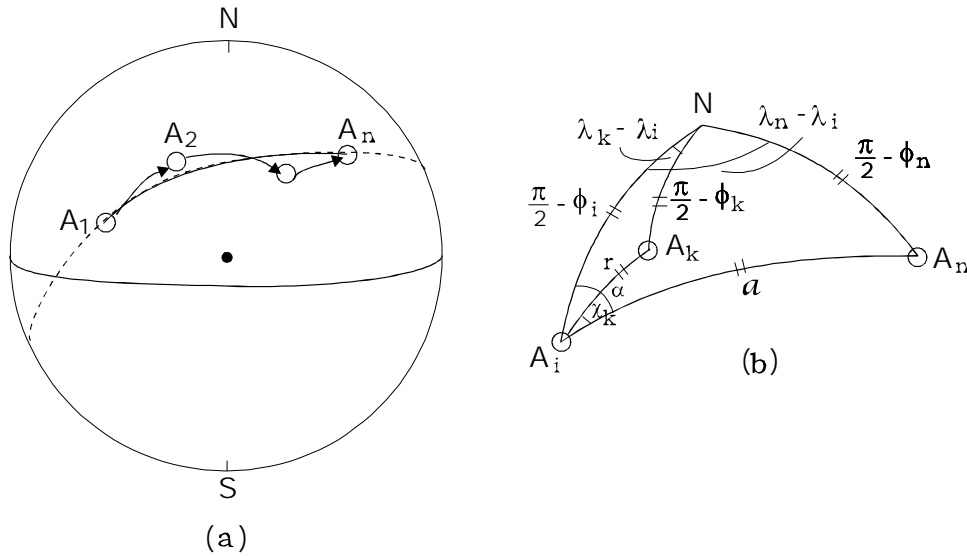 N
A₂
Aₙ
A₁
S
(a)
N
λₖ - λᵢ
λₙ - λᵢ
π/2 - ϕₙ
π/2 - ϕᵢ
π/2 - ϕₖ
Aₖ
Aₙ
r
α
a
χₖ
Aᵢ
(b)